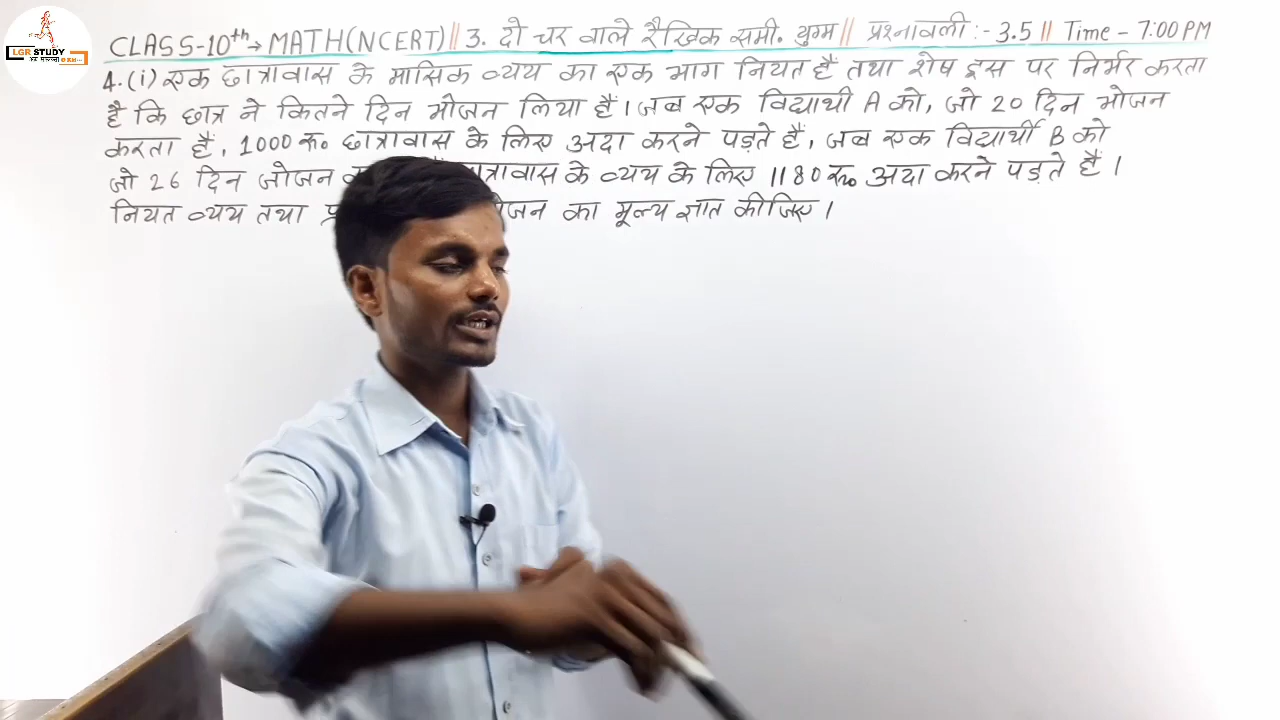 LGR STUDY
CLASS-10th → MATH(NCERT) || 3. दो चर वाले रैखिक समी. युग्म || प्रश्नावली :- 3.5 || Time - 7:00 PM
4.(i) एक छात्रावास के मासिक व्यय का एक भाग नियत है तथा शेष इस पर निर्भर करता
है कि छात्र ने कितने दिन भोजन लिया है। जब एक विद्यार्थी A को, जो 20 दिन भोजन
करता है, 1000 रू० छात्रावास के लिए अदा करने पड़ते हैं, जब एक विद्यार्थी B को
जो 26 दिन भोजन त्रावास के व्यय के लिए 1180 रू० अदा करने पड़ते हैं।
नियत व्यय तथा का मूल्य ज्ञात कीजिए।